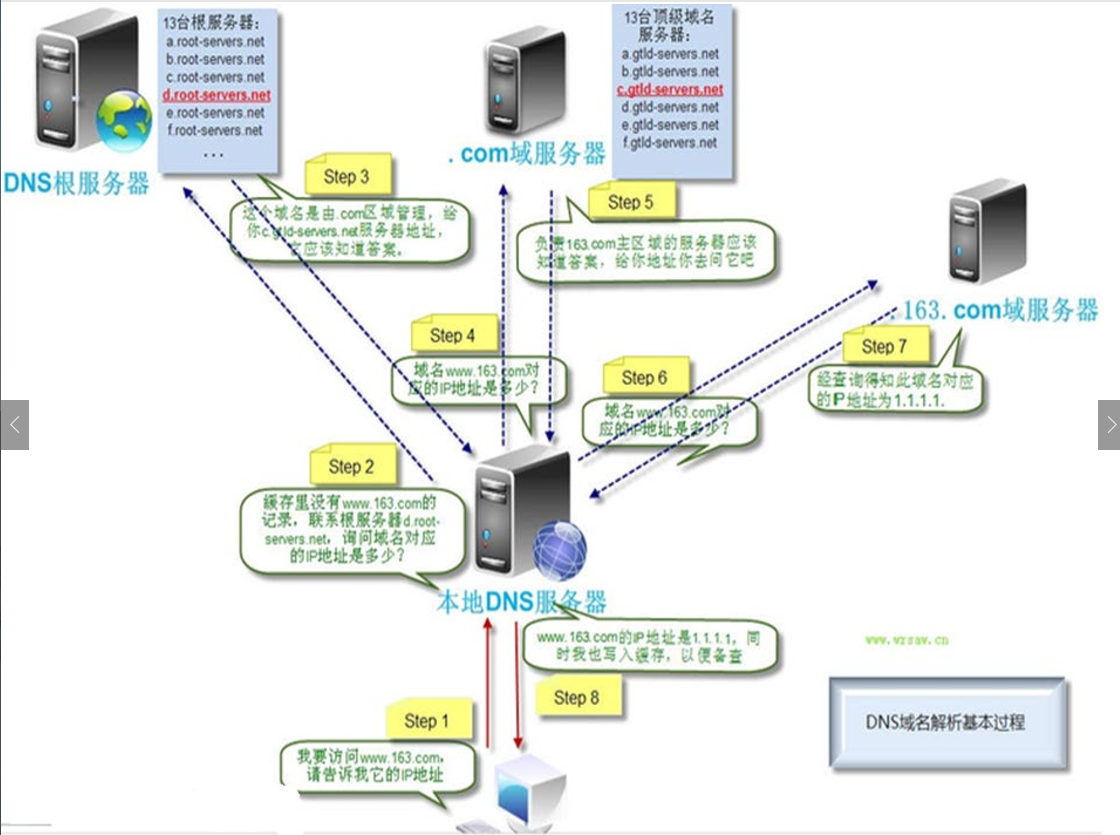 13台根服务器：
a.root-servers.net
b.root-servers.net
c.root-servers.net
d.root-servers.net
e.root-servers.net
f.root-servers.net
...
DNS根服务器
13台顶级域名
服务器：
a.gtld-servers.net
b.gtld-servers.net
c.gtld-servers.net
d.gtld-servers.net
e.gtld-servers.net
f.gtld-servers.net
.com域服务器
Step 3
这个域名是由.com区域管理，给
你c.gtld-servers.net服务器地址，
它应该知道答案。
Step 5
负责163.com主区域的服务器应该
知道答案，给你地址你去问它吧
.163.com域服务器
Step 4
域名www.163.com对
应的IP地址是多少？
Step 6
域名www.163.com对
应的IP地址是多少？
Step 7
经查询得知此域名对应
的IP地址为1.1.1.1.
Step 2
缓存里没有www.163.com的
记录，联系根服务器d.root-
servers.net，询问域名对应
的IP地址是多少？
本地DNS服务器
www.163.com的IP地址是1.1.1.1，同
时我也写入缓存，以便备查
Step 8
Step 1
我要访问www.163.com，
请告诉我它的IP地址
www.wrsaw.cn
DNS域名解析基本过程